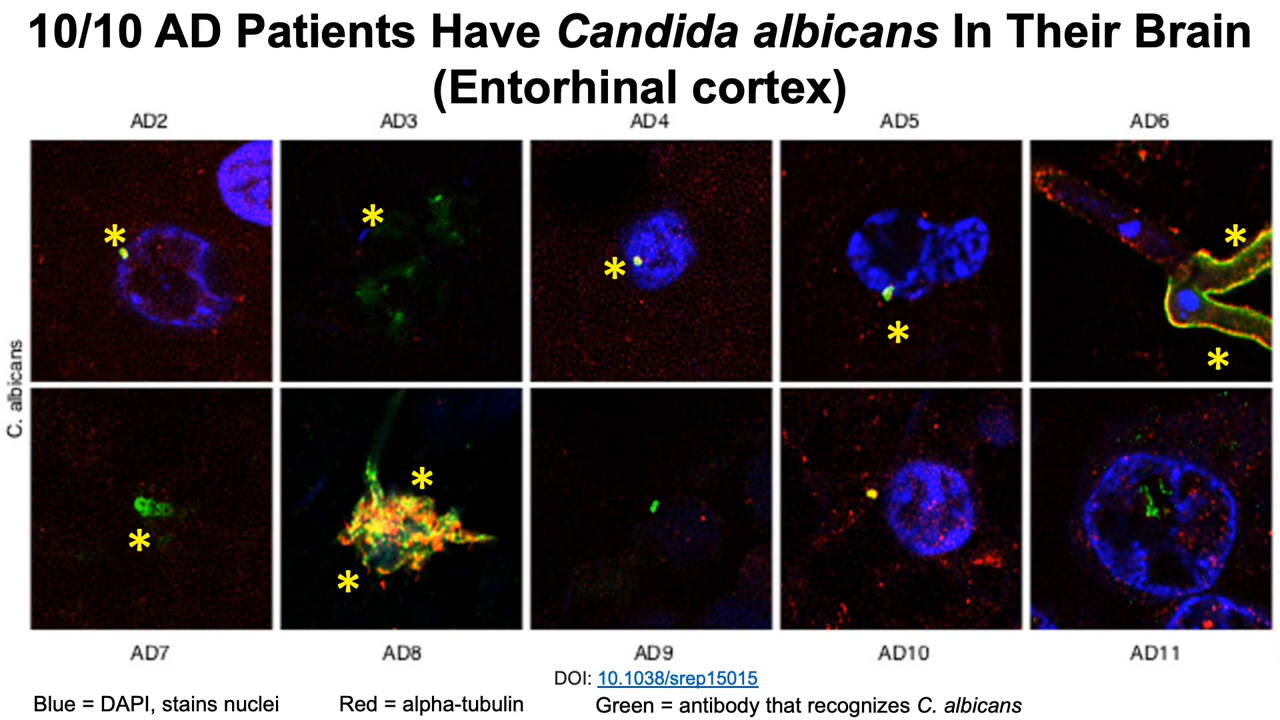 10/10 AD Patients Have Candida albicans In Their Brain
(Entorhinal cortex)
AD2 AD3 AD4 AD5 AD6
C. albicans
* * * * * *
* * *
AD7 AD8 AD9 AD10 AD11
DOI: 10.1038/srep15015
Blue = DAPI, stains nuclei Red = alpha-tubulin Green = antibody that recognizes C. albicans